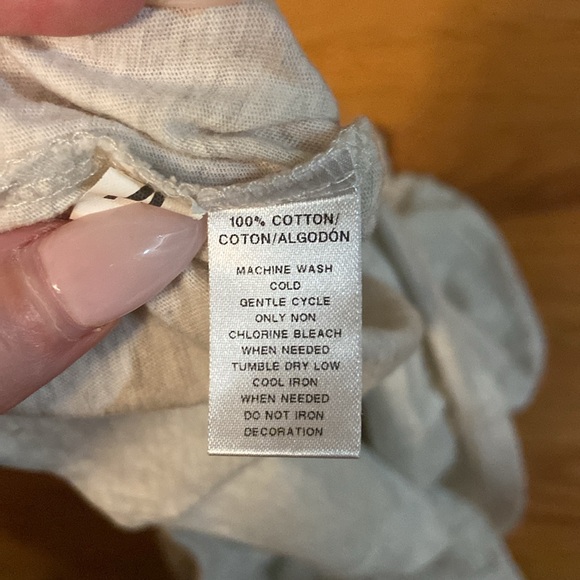 100% COTTON/
COTON/ALGODÓN
MACHINE WASH
COLD
GENTLE CYCLE
ONLY NON
CHLORINE BLEACH
WHEN NEEDED
TUMBLE DRY LOW
COOL IRON
WHEN NEEDED
DO NOT IRON
DECORATION